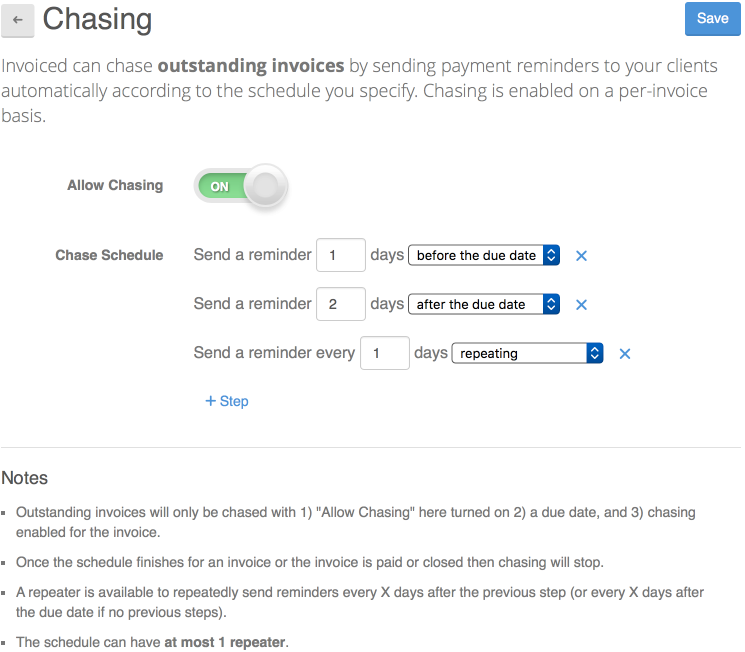 ← Chasing Save
Invoiced can chase outstanding invoices by sending payment reminders to your clients
automatically according to the schedule you specify. Chasing is enabled on a per-invoice
basis.
Allow Chasing ON
Chase Schedule Send a reminder 1 days before the due date ×
Send a reminder 2 days after the due date ×
Send a reminder every 1 days repeating ×
+ Step
Notes
▪ Outstanding invoices will only be chased with 1) "Allow Chasing" here turned on 2) a due date, and 3) chasing
enabled for the invoice.
▪ Once the schedule finishes for an invoice or the invoice is paid or closed then chasing will stop.
▪ A repeater is available to repeatedly send reminders every X days after the previous step (or every X days after
the due date if no previous steps).
▪ The schedule can have at most 1 repeater.